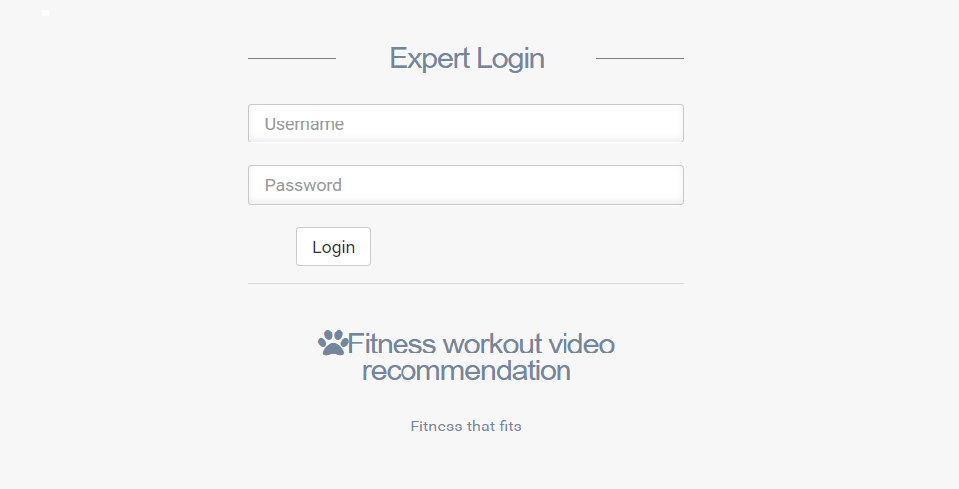 Expert Login
Username
Password
Login
Fitness workout video
recommendation
Fitness that fits